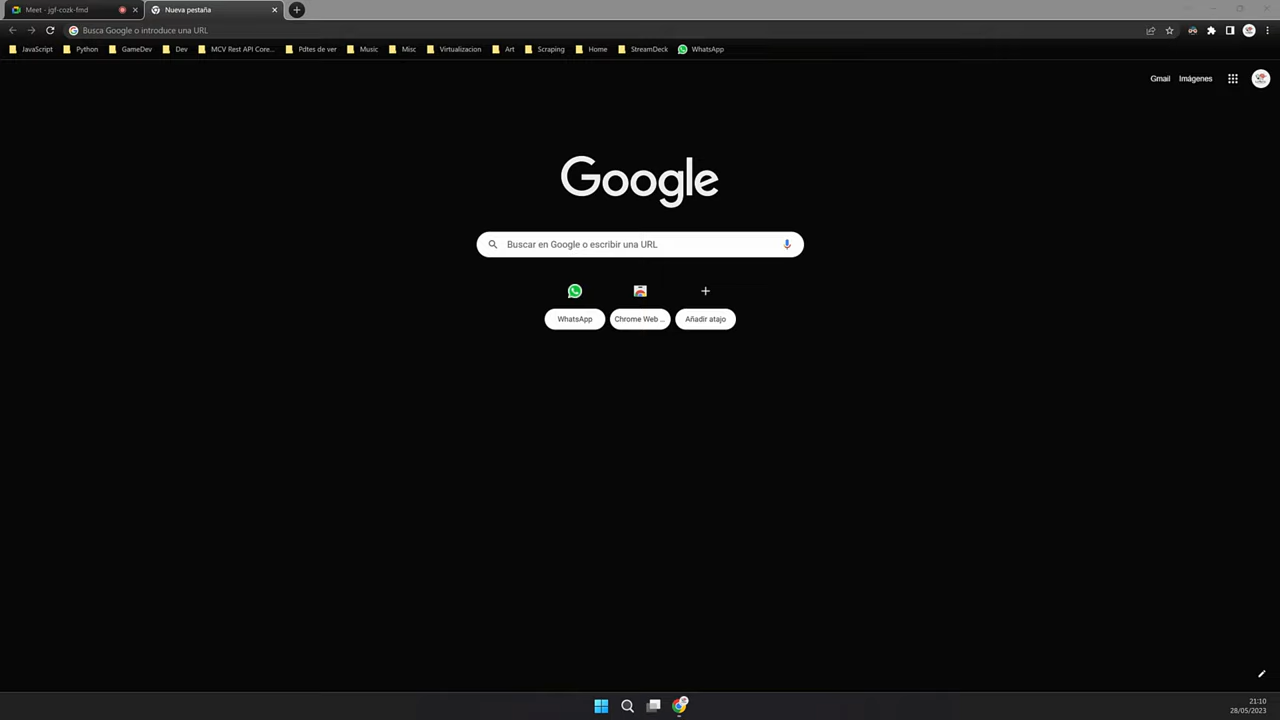 Meet - jgf-cozk-fmd
Nueva pestaña
Busca Google o introduce una URL
JavaScript Python GameDev Dev MCV Rest API Core... Pdtes de ver Music Misc Virtualizacion Art Scraping Home StreamDeck WhatsApp
Gmail Imágenes
Google
Buscar en Google o escribir una URL
WhatsApp Chrome Web ... Añadir atajo
21:10
28/05/2023